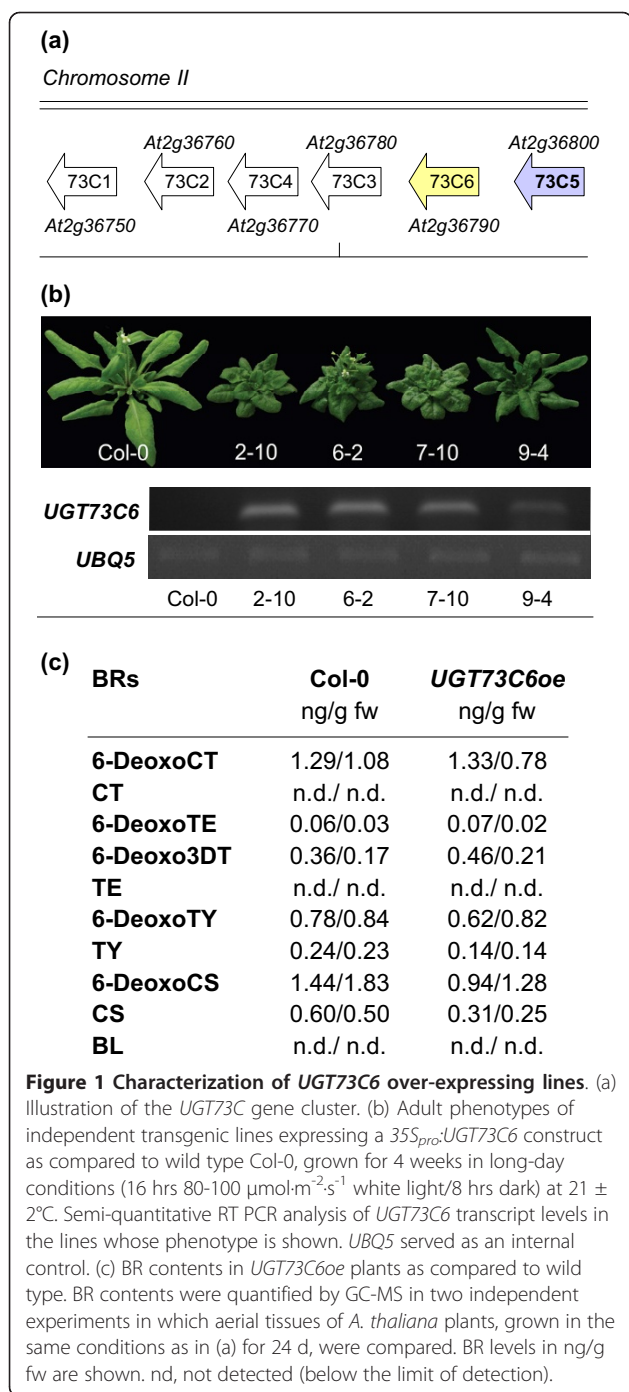 (a)
Chromosome II
At2g36760 At2g36780 At2g36800
73C1 73C2 73C4 73C3 73C6 73C5
At2g36750 At2g36770 At2g36790
(b)
Col-0 2-10 6-2 7-10 9-4
UGT73C6
UBQ5
Col-0 2-10 6-2 7-10 9-4
(c) BRs Col-0 UGT73C6oe
ng/g fw ng/g fw
6-DeoxoCT 1.29/1.08 1.33/0.78
CT n.d./ n.d. n.d./ n.d.
6-DeoxoTE 0.06/0.03 0.07/0.02
6-Deoxo3DT 0.36/0.17 0.46/0.21
TE n.d./ n.d. n.d./ n.d.
6-DeoxoTY 0.78/0.84 0.62/0.82
TY 0.24/0.23 0.14/0.14
6-DeoxoCS 1.44/1.83 0.94/1.28
CS 0.60/0.50 0.31/0.25
BL n.d./ n.d. n.d./ n.d.
Figure 1 Characterization of UGT73C6 over-expressing lines. (a)
Illustration of the UGT73C gene cluster. (b) Adult phenotypes of
independent transgenic lines expressing a 35Spro:UGT73C6 construct
as compared to wild type Col-0, grown for 4 weeks in long-day
conditions (16 hrs 80-100 μmol·m-2·s-1 white light/8 hrs dark) at 21 ±
2°C. Semi-quantitative RT PCR analysis of UGT73C6 transcript levels in
the lines whose phenotype is shown. UBQ5 served as an internal
control. (c) BR contents in UGT73C6oe plants as compared to wild
type. BR contents were quantified by GC-MS in two independent
experiments in which aerial tissues of A. thaliana plants, grown in the
same conditions as in (a) for 24 d, were compared. BR levels in ng/g
fw are shown. nd, not detected (below the limit of detection).